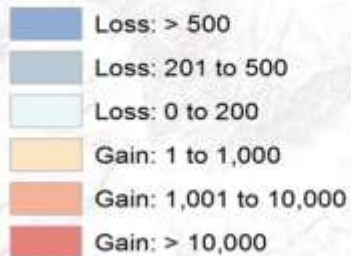 Loss: > 500
Loss: 201 to 500
Loss: 0 to 200
Gain: 1 to 1,000
Gain: 1,001 to 10,000
Gain: > 10,000